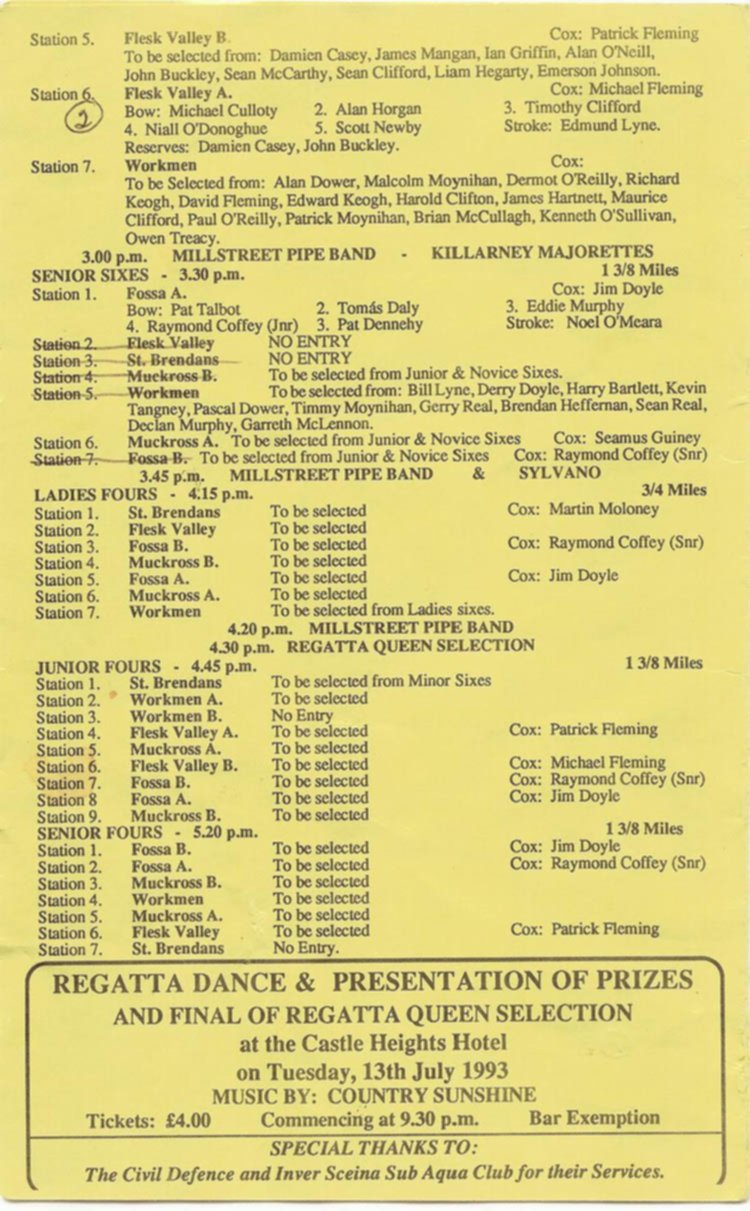 Station 5. Flesk Valley B. Cox: Patrick Fleming
To be selected from: Damien Casey, James Mangan, Ian Griffin, Alan O'Neill,
John Buckley, Sean McCarthy, Sean Clifford, Liam Hegarty, Emerson Johnson.
Station 6. Flesk Valley A. Cox: Michael Fleming
2 Bow: Michael Culloty 2. Alan Horgan 3. Timothy Clifford
4. Niall O'Donoghue 5. Scott Newby Stroke: Edmund Lyne.
Reserves: Damien Casey, John Buckley.
Station 7. Workmen Cox:
To be Selected from: Alan Dower, Malcolm Moynihan, Dermot O'Reilly, Richard
Keogh, David Fleming, Edward Keogh, Harold Clifton, James Hartnett, Maurice
Clifford, Paul O'Reilly, Patrick Moynihan, Brian McCullagh, Kenneth O'Sullivan,
Owen Treacy.
3.00 p.m. MILLSTREET PIPE BAND - KILLARNEY MAJORETTES
SENIOR SIXES - 3.30 p.m. 1 3/8 Miles
Station 1. Fossa A. Cox: Jim Doyle
Bow: Pat Talbot 2. Tomás Daly 3. Eddie Murphy
4. Raymond Coffey (Jnr) 3. Pat Dennehy Stroke: Noel O'Meara
Station 2. Flesk Valley NO ENTRY
Station 3. St. Brendans NO ENTRY
Station 4. Muckross B. To be selected from Junior & Novice Sixes.
Station 5. Workmen To be selected from: Bill Lyne, Derry Doyle, Harry Bartlett, Kevin
Tangney, Pascal Dower, Timmy Moynihan, Gerry Real, Brendan Heffernan, Sean Real,
Declan Murphy, Garreth McLennon.
Station 6. Muckross A. To be selected from Junior & Novice Sixes Cox: Seamus Guiney
Station 7. Fossa B. To be selected from Junior & Novice Sixes Cox: Raymond Coffey (Snr)
3.45 p.m. MILLSTREET PIPE BAND & SYLVANO
LADIES FOURS - 4.15 p.m. 3/4 Miles
Station 1. St. Brendans To be selected Cox: Martin Moloney
Station 2. Flesk Valley To be selected
Station 3. Fossa B. To be selected Cox: Raymond Coffey (Snr)
Station 4. Muckross B. To be selected
Station 5. Fossa A. To be selected Cox: Jim Doyle
Station 6. Muckross A. To be selected
Station 7. Workmen To be selected from Ladies sixes.
4.20 p.m. MILLSTREET PIPE BAND
4.30 p.m. REGATTA QUEEN SELECTION
JUNIOR FOURS - 4.45 p.m. 1 3/8 Miles
Station 1. St. Brendans To be selected from Minor Sixes
Station 2. Workmen A. To be selected
Station 3. Workmen B. No Entry
Station 4. Flesk Valley A. To be selected Cox: Patrick Fleming
Station 5. Muckross A. To be selected
Station 6. Flesk Valley B. To be selected Cox: Michael Fleming
Station 7. Fossa B. To be selected Cox: Raymond Coffey (Snr)
Station 8 Fossa A. To be selected Cox: Jim Doyle
Station 9. Muckross B. To be selected
SENIOR FOURS - 5.20 p.m. 1 3/8 Miles
Station 1. Fossa B. To be selected Cox: Jim Doyle
Station 2. Fossa A. To be selected Cox: Raymond Coffey (Snr)
Station 3. Muckross B. To be selected
Station 4. Workmen To be selected
Station 5. Muckross A. To be selected
Station 6. Flesk Valley To be selected Cox: Patrick Fleming
Station 7. St. Brendans No Entry.
REGATTA DANCE & PRESENTATION OF PRIZES
AND FINAL OF REGATTA QUEEN SELECTION
at the Castle Heights Hotel
on Tuesday, 13th July 1993
MUSIC BY: COUNTRY SUNSHINE
Tickets: £4.00 Commencing at 9.30 p.m. Bar Exemption
SPECIAL THANKS TO:
The Civil Defence and Inver Sceina Sub Aqua Club for their Services.